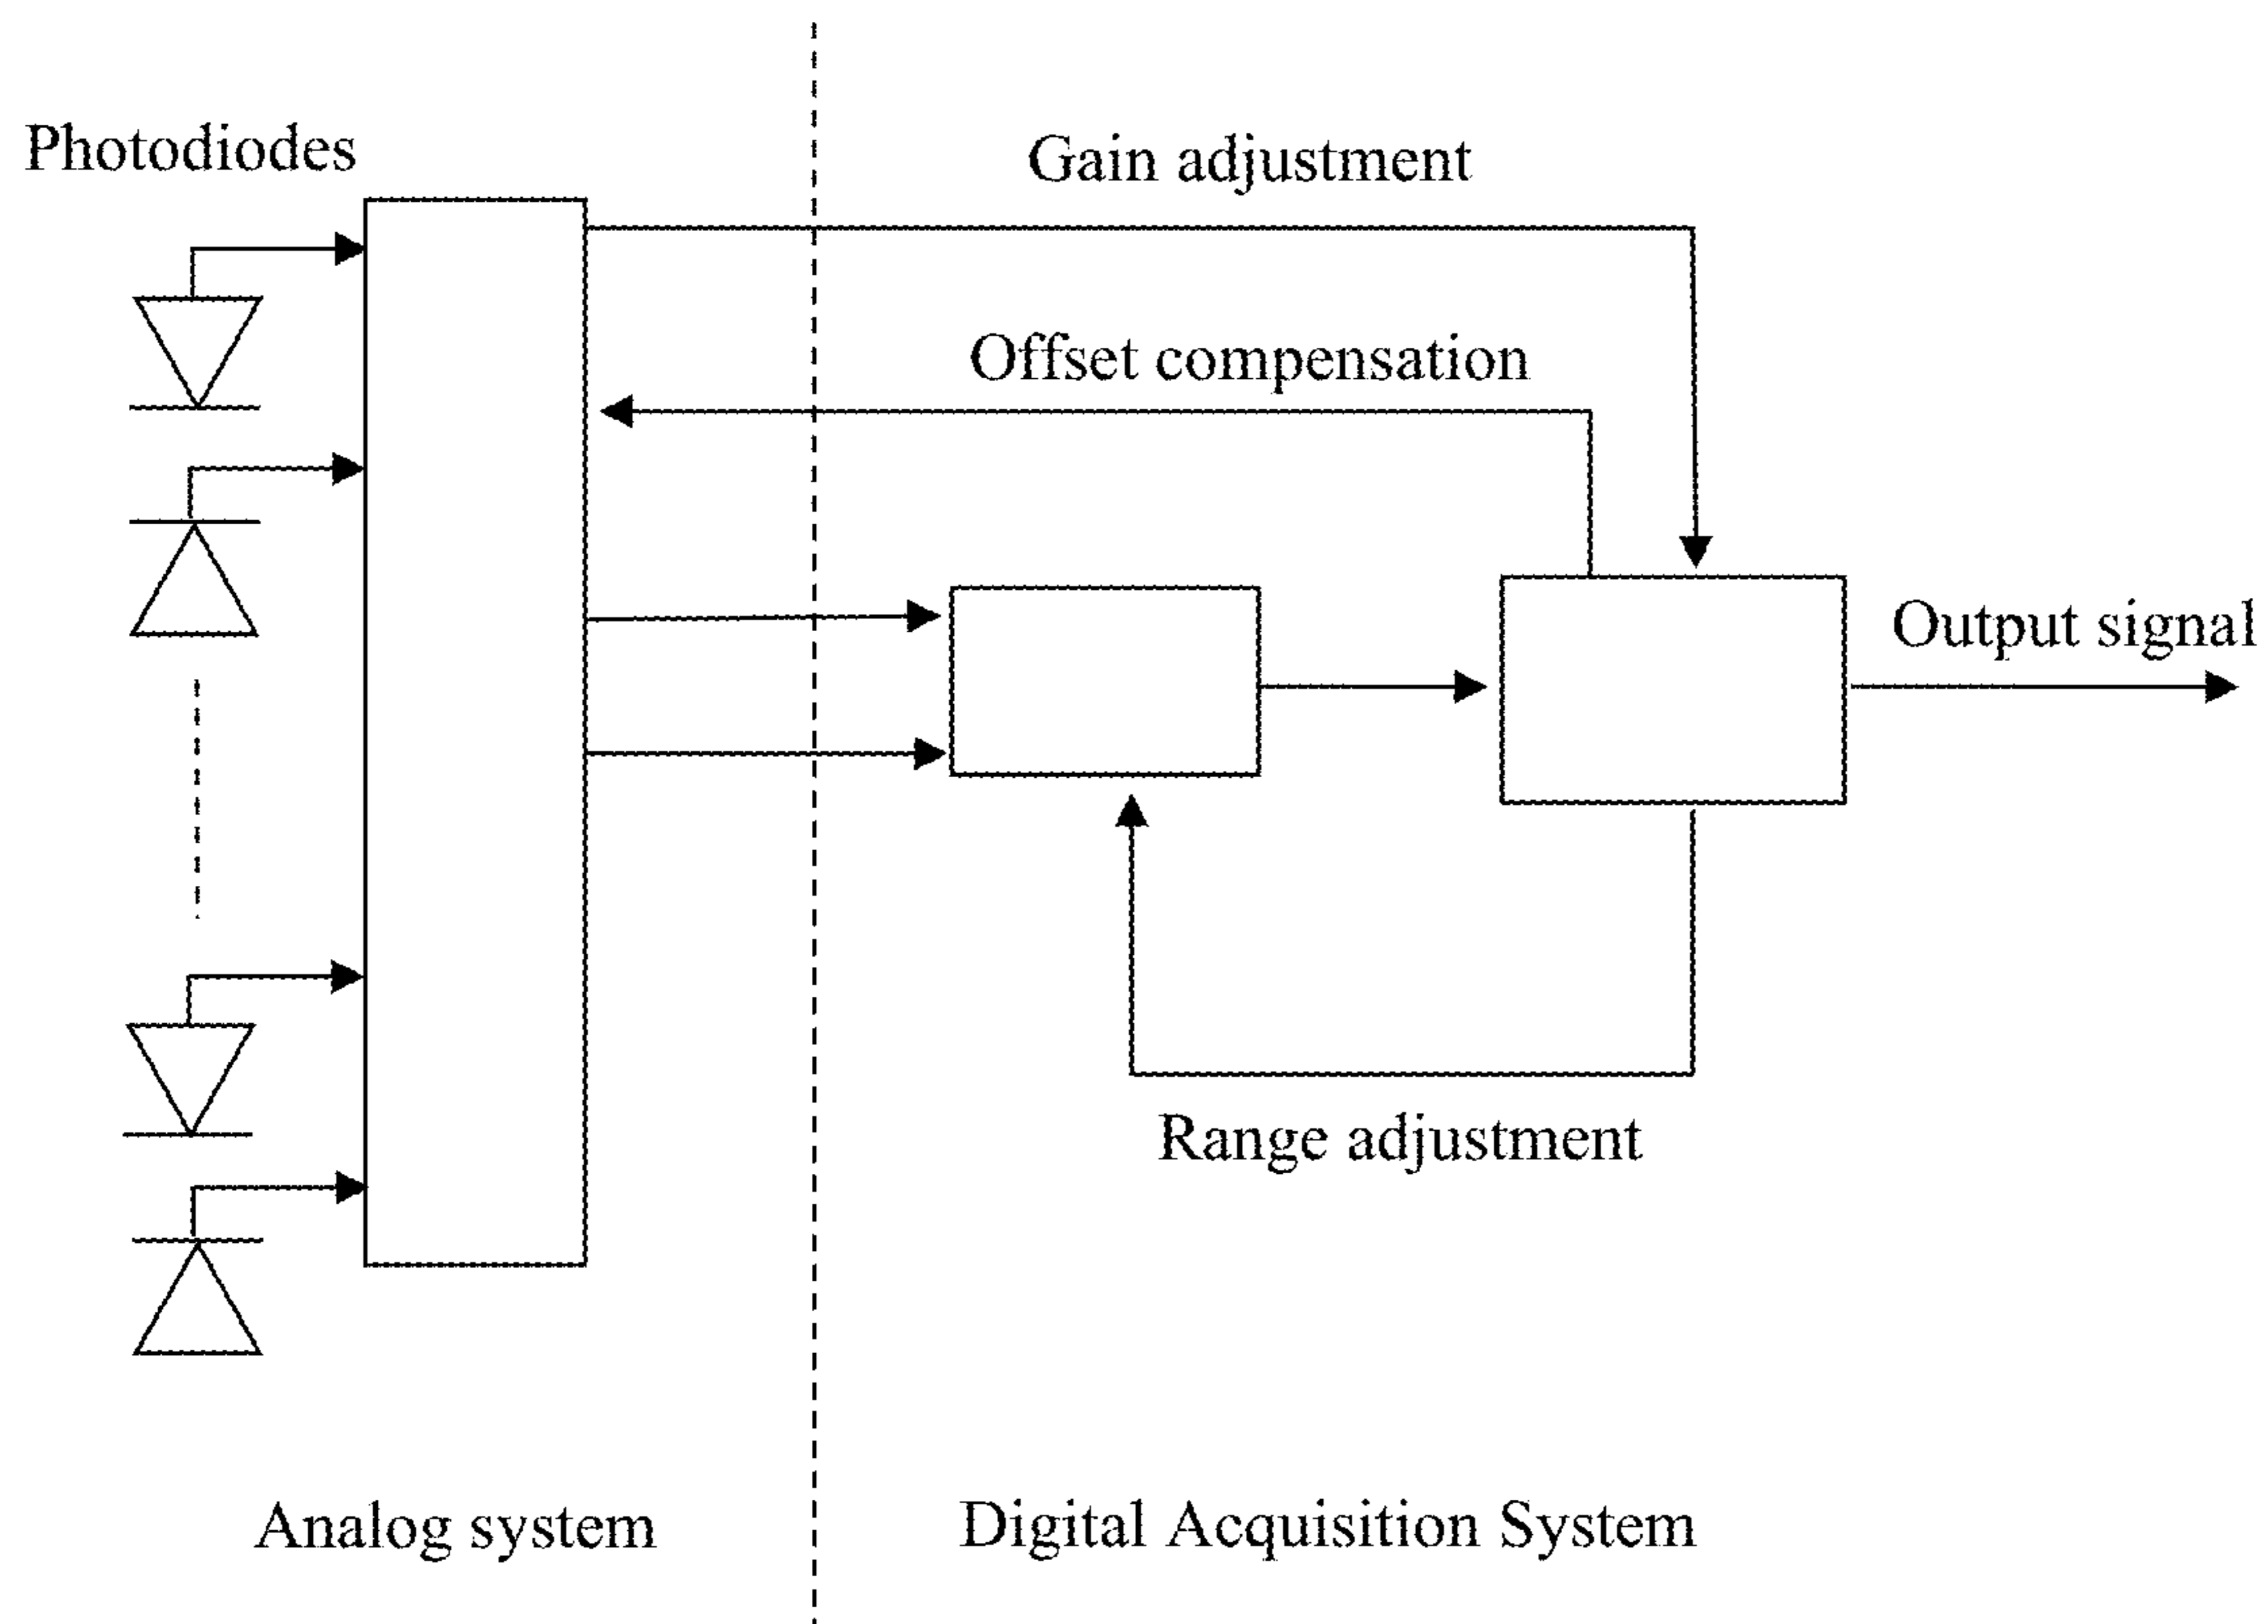 Photodiodes
Gain adjustment
Offset compensation
Output signal
Range adjustment
Analog system
Digital Acquisition System